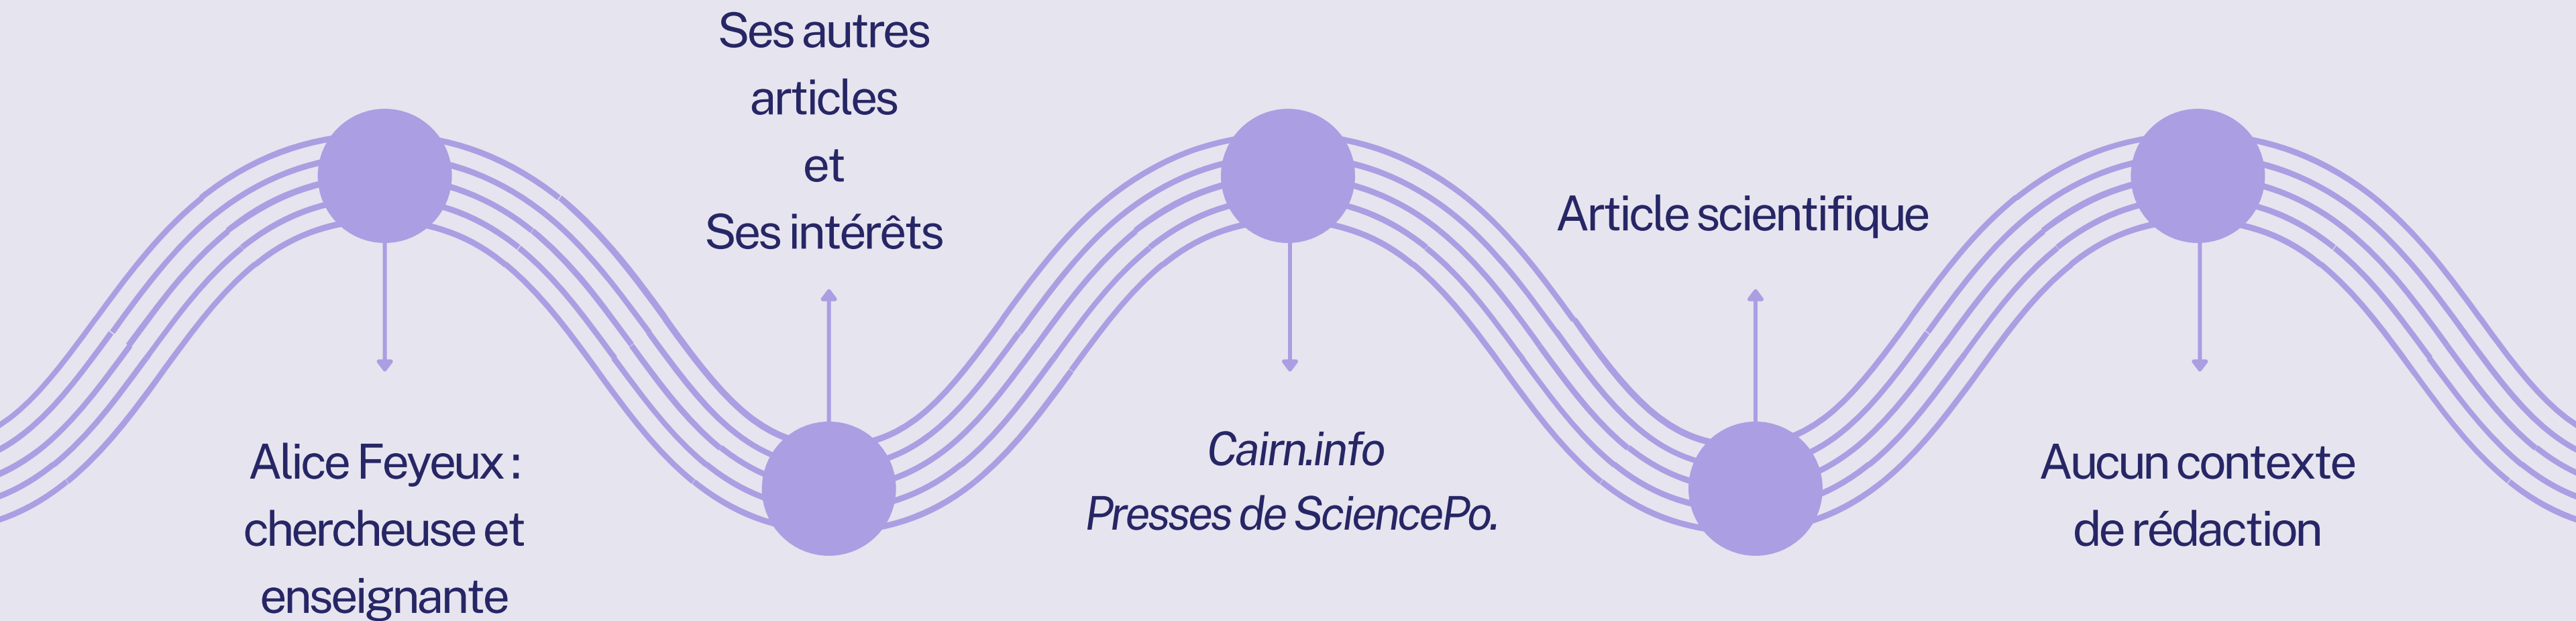 Alice Feyeux :
chercheuse et
enseignante
Ses autres
articles
et
Ses intérêts
Cairn.info
Presses de SciencePo.
Article scientifique
Aucun contexte
de rédaction